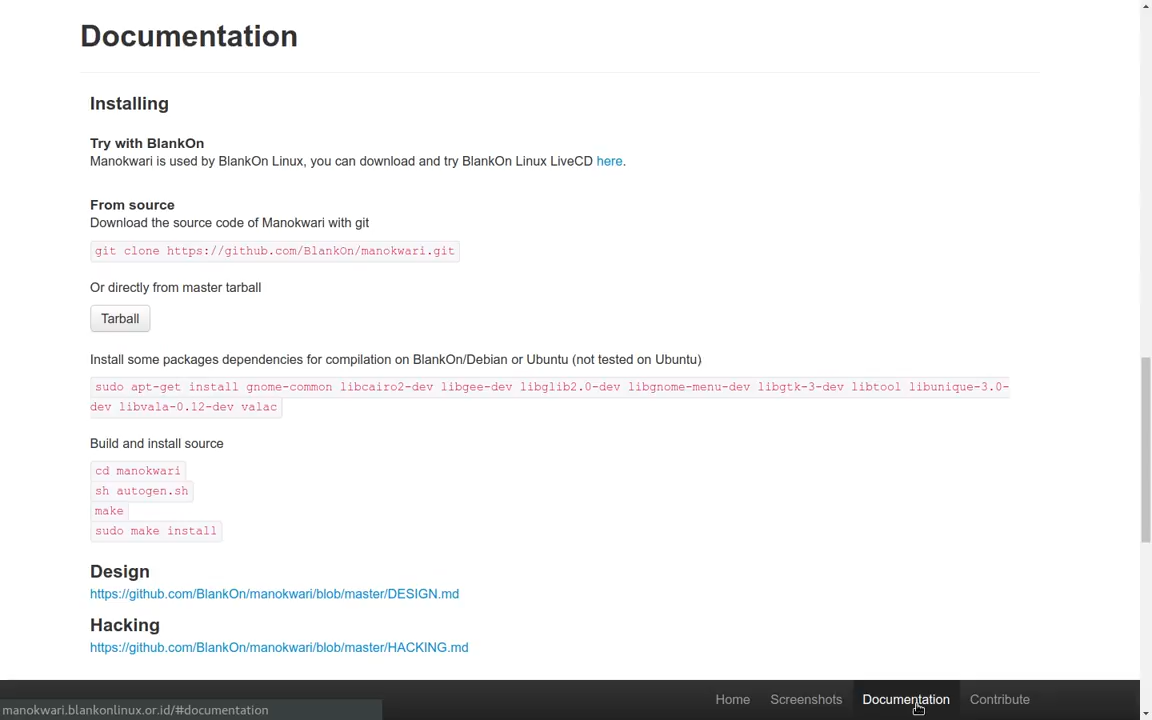 Documentation
Installing
Try with BlankOn
Manokwari is used by BlankOn Linux, you can download and try BlankOn Linux LiveCD here.
From source
Download the source code of Manokwari with git
git clone https://github.com/BlankOn/manokwari.git
Or directly from master tarball
Tarball
Install some packages dependencies for compilation on BlankOn/Debian or Ubuntu (not tested on Ubuntu)
sudo apt-get install gnome-common libcairo2-dev libgee-dev libglib2.0-dev libgnome-menu-dev libgtk-3-dev libtool libunique-3.0-
dev libvala-0.12-dev valac
Build and install source
cd manokwari
sh autogen.sh
make
sudo make install
Design
https://github.com/BlankOn/manokwari/blob/master/DESIGN.md
Hacking
https://github.com/BlankOn/manokwari/blob/master/HACKING.md
Home Screenshots Documentation Contribute
manokwari.blankonlinux.or.id/#documentation